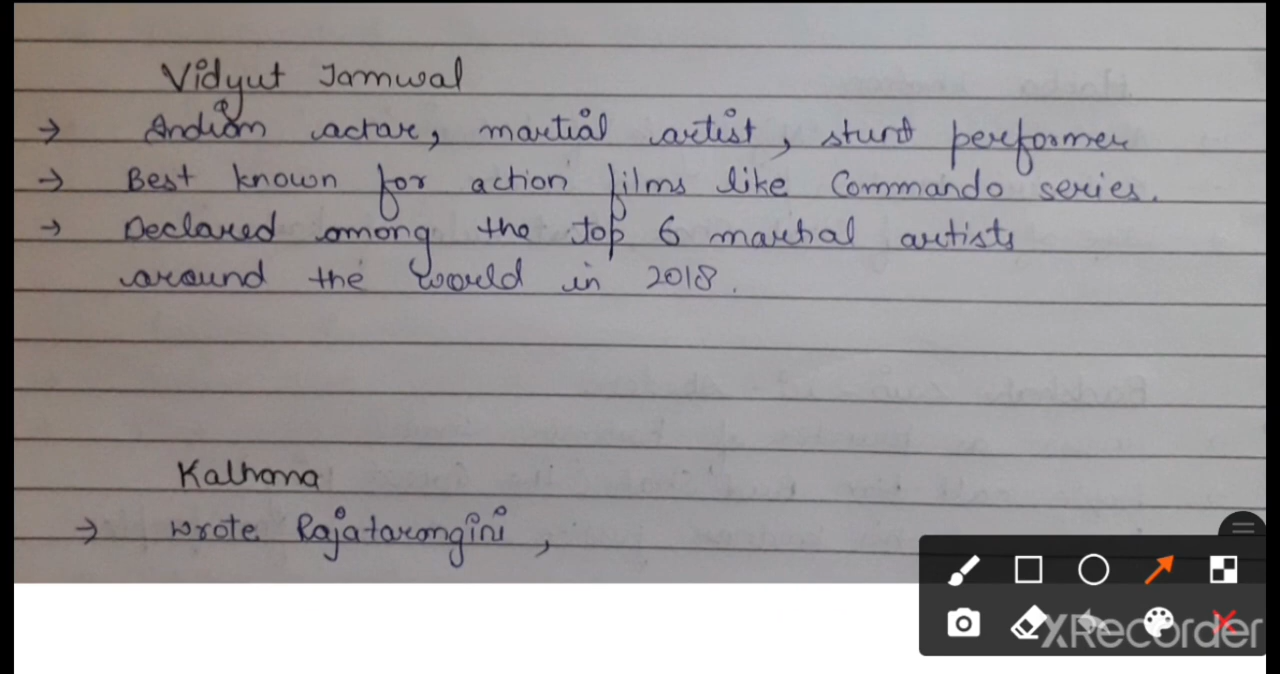 Vidyut Jamwal
→ Indian actor, martial artist, stunt performer
→ Best known for action films like Commando series.
→ Declared among the top 6 martial artists
around the world in 2018.
Kalhana
→ wrote Rajatarangini,
XRecorder